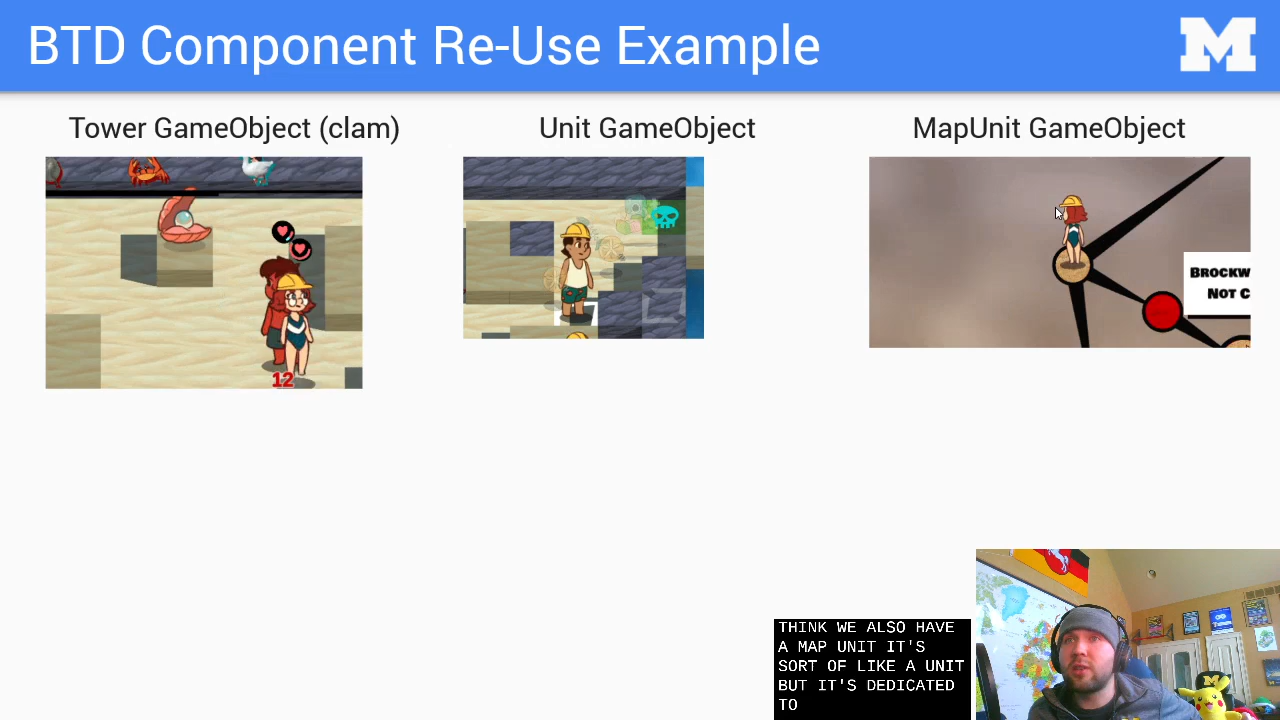 BTD Component Re-Use Example
M
Tower GameObject (clam)
Unit GameObject
MapUnit GameObject
12
BROCKW
NOT C
THINK WE ALSO HAVE
A MAP UNIT IT'S
SORT OF LIKE A UNIT
BUT IT'S DEDICATED
TO
M